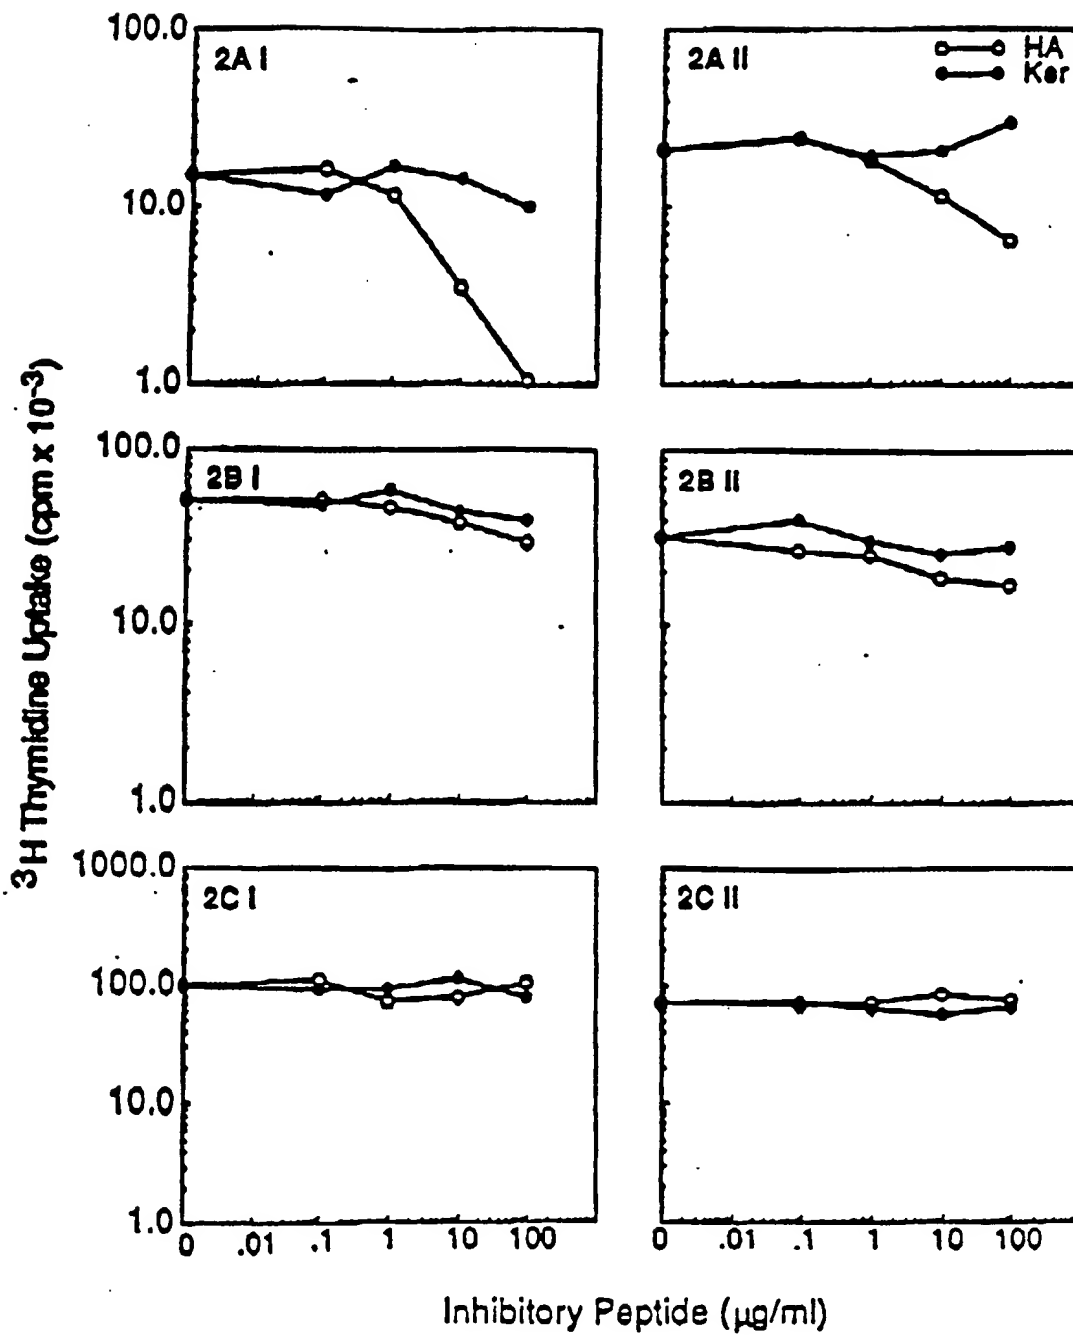 100.0
2A I
2A II
HA
Ker
10.0
1.0
100.0
2B I
2B II
10.0
1.0
1000.0
2C I
2C II
100.0
10.0
1.0
0 .01 .1 1 10 100
0 .01 .1 1 10 100
³H Thymidine Uptake (cpm x 10⁻³)
Inhibitory Peptide (µg/ml)